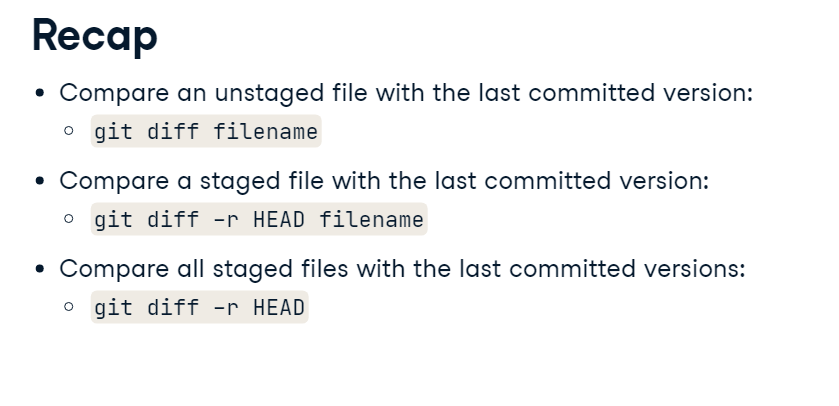 Recap
• Compare an unstaged file with the last committed version:
○ git diff filename
• Compare a staged file with the last committed version:
○ git diff -r HEAD filename
• Compare all staged files with the last committed versions:
○ git diff -r HEAD